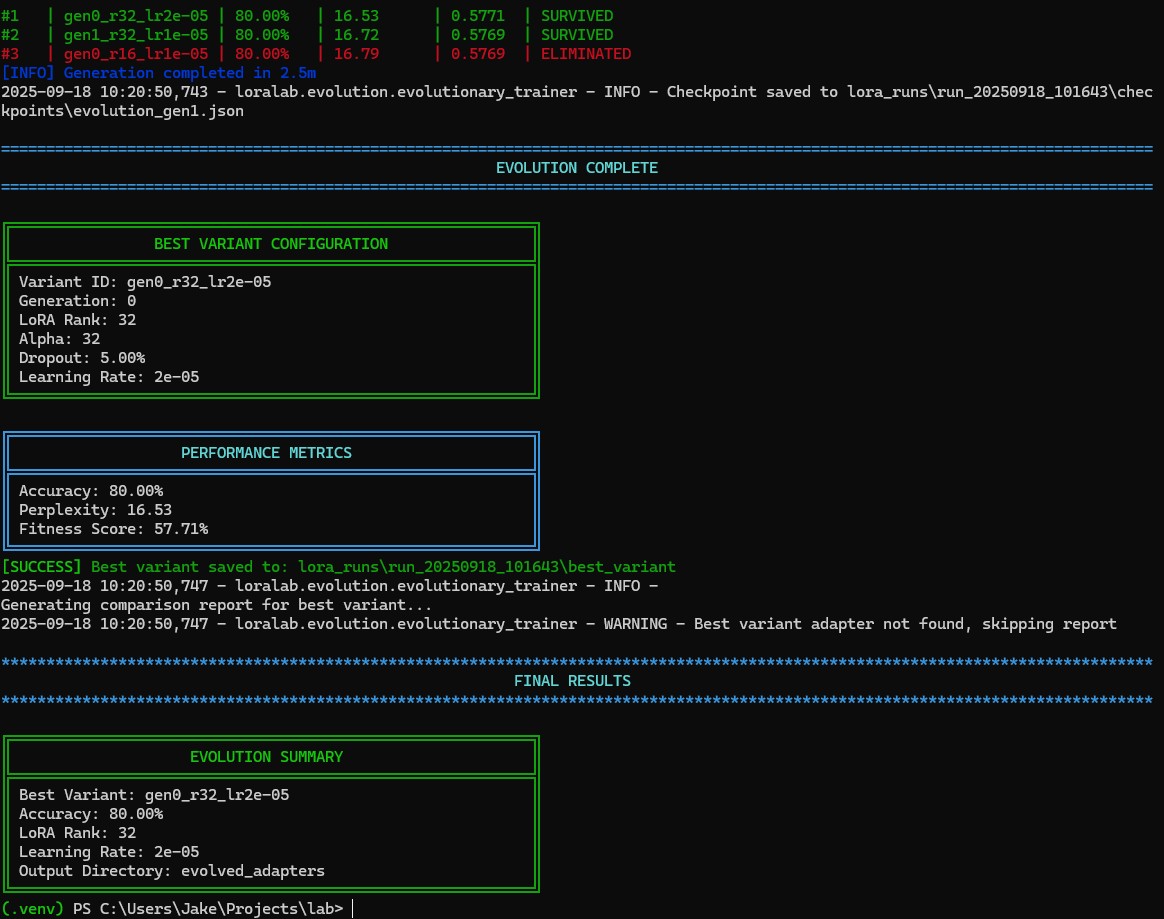 #1   | gen0_r32_lr2e-05 | 80.00%   | 16.53      | 0.5771  | SURVIVED
#2   | gen1_r32_lr1e-05 | 80.00%   | 16.72      | 0.5769  | SURVIVED
#3   | gen0_r16_lr1e-05 | 80.00%   | 16.79      | 0.5769  | ELIMINATED
[INFO] Generation completed in 2.5m
2025-09-18 10:20:50,743 - loralab.evolution.evolutionary_trainer - INFO - Checkpoint saved to lora_runs\run_20250918_101643\chec
kpoints\evolution_gen1.json
================================================================================================================================
EVOLUTION COMPLETE
================================================================================================================================
BEST VARIANT CONFIGURATION
Variant ID: gen0_r32_lr2e-05
Generation: 0
LoRA Rank: 32
Alpha: 32
Dropout: 5.00%
Learning Rate: 2e-05
PERFORMANCE METRICS
Accuracy: 80.00%
Perplexity: 16.53
Fitness Score: 57.71%
[SUCCESS] Best variant saved to: lora_runs\run_20250918_101643\best_variant
2025-09-18 10:20:50,747 - loralab.evolution.evolutionary_trainer - INFO -
Generating comparison report for best variant...
2025-09-18 10:20:50,747 - loralab.evolution.evolutionary_trainer - WARNING - Best variant adapter not found, skipping report
********************************************************************************************************************************
FINAL RESULTS
********************************************************************************************************************************
EVOLUTION SUMMARY
Best Variant: gen0_r32_lr2e-05
Accuracy: 80.00%
LoRA Rank: 32
Learning Rate: 2e-05
Output Directory: evolved_adapters
(.venv) PS C:\Users\Jake\Projects\lab>